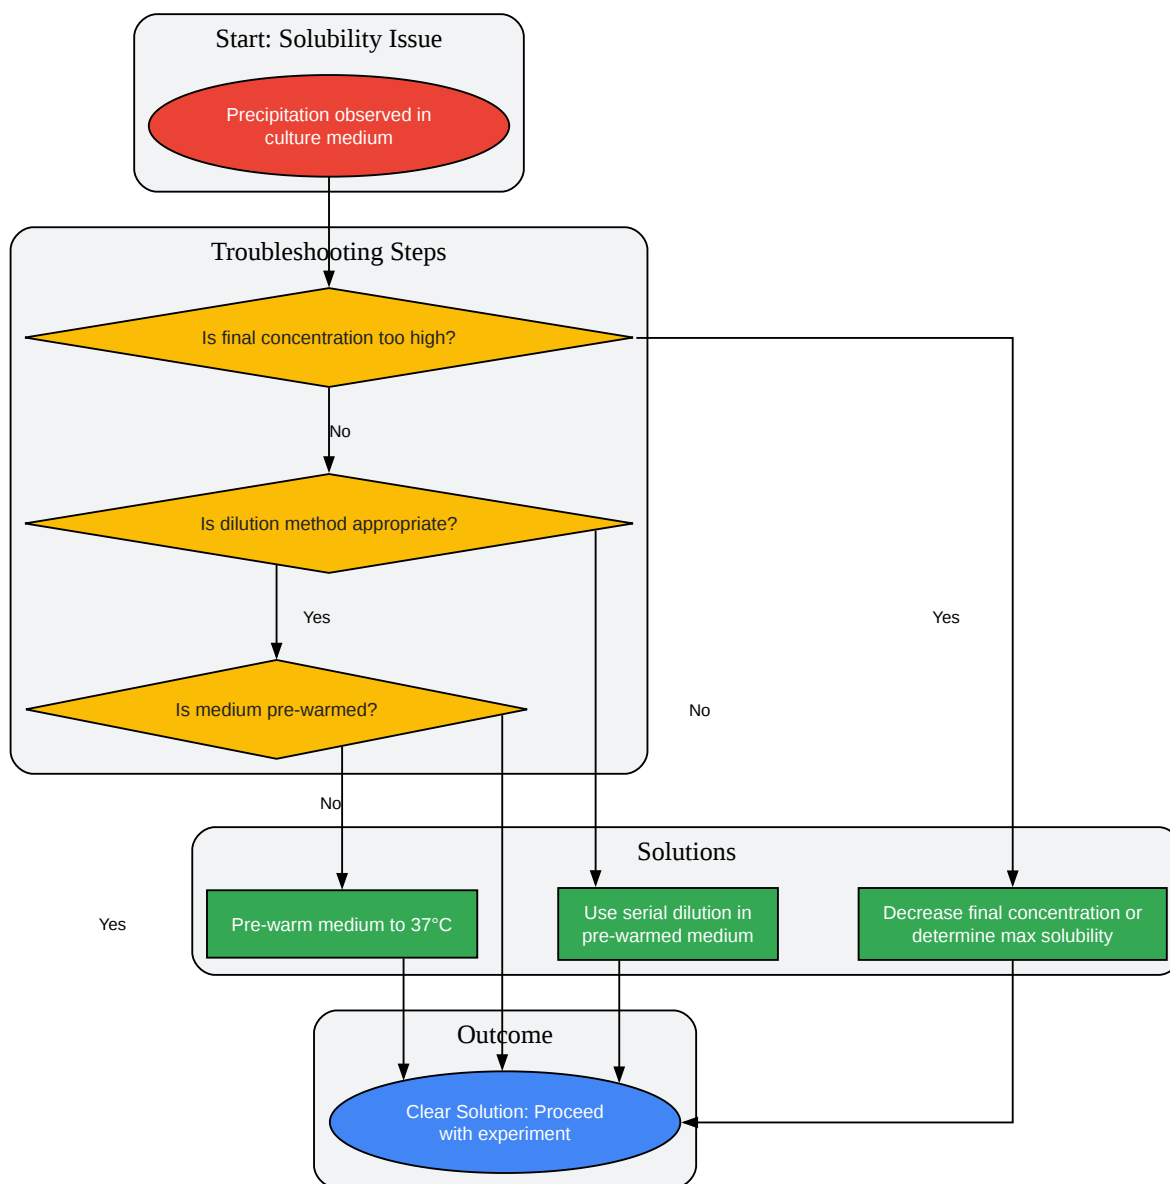 Start: Solubility Issue
Precipitation observed in
culture medium
Troubleshooting Steps
Is final concentration too high?
No
Is dilution method appropriate?
Yes
Yes
Is medium pre-warmed?
No
No
Solutions
Pre-warm medium to 37°C
Use serial dilution in
pre-warmed medium
Decrease final concentration or
determine max solubility
Yes
Outcome
Clear Solution: Proceed
with experiment